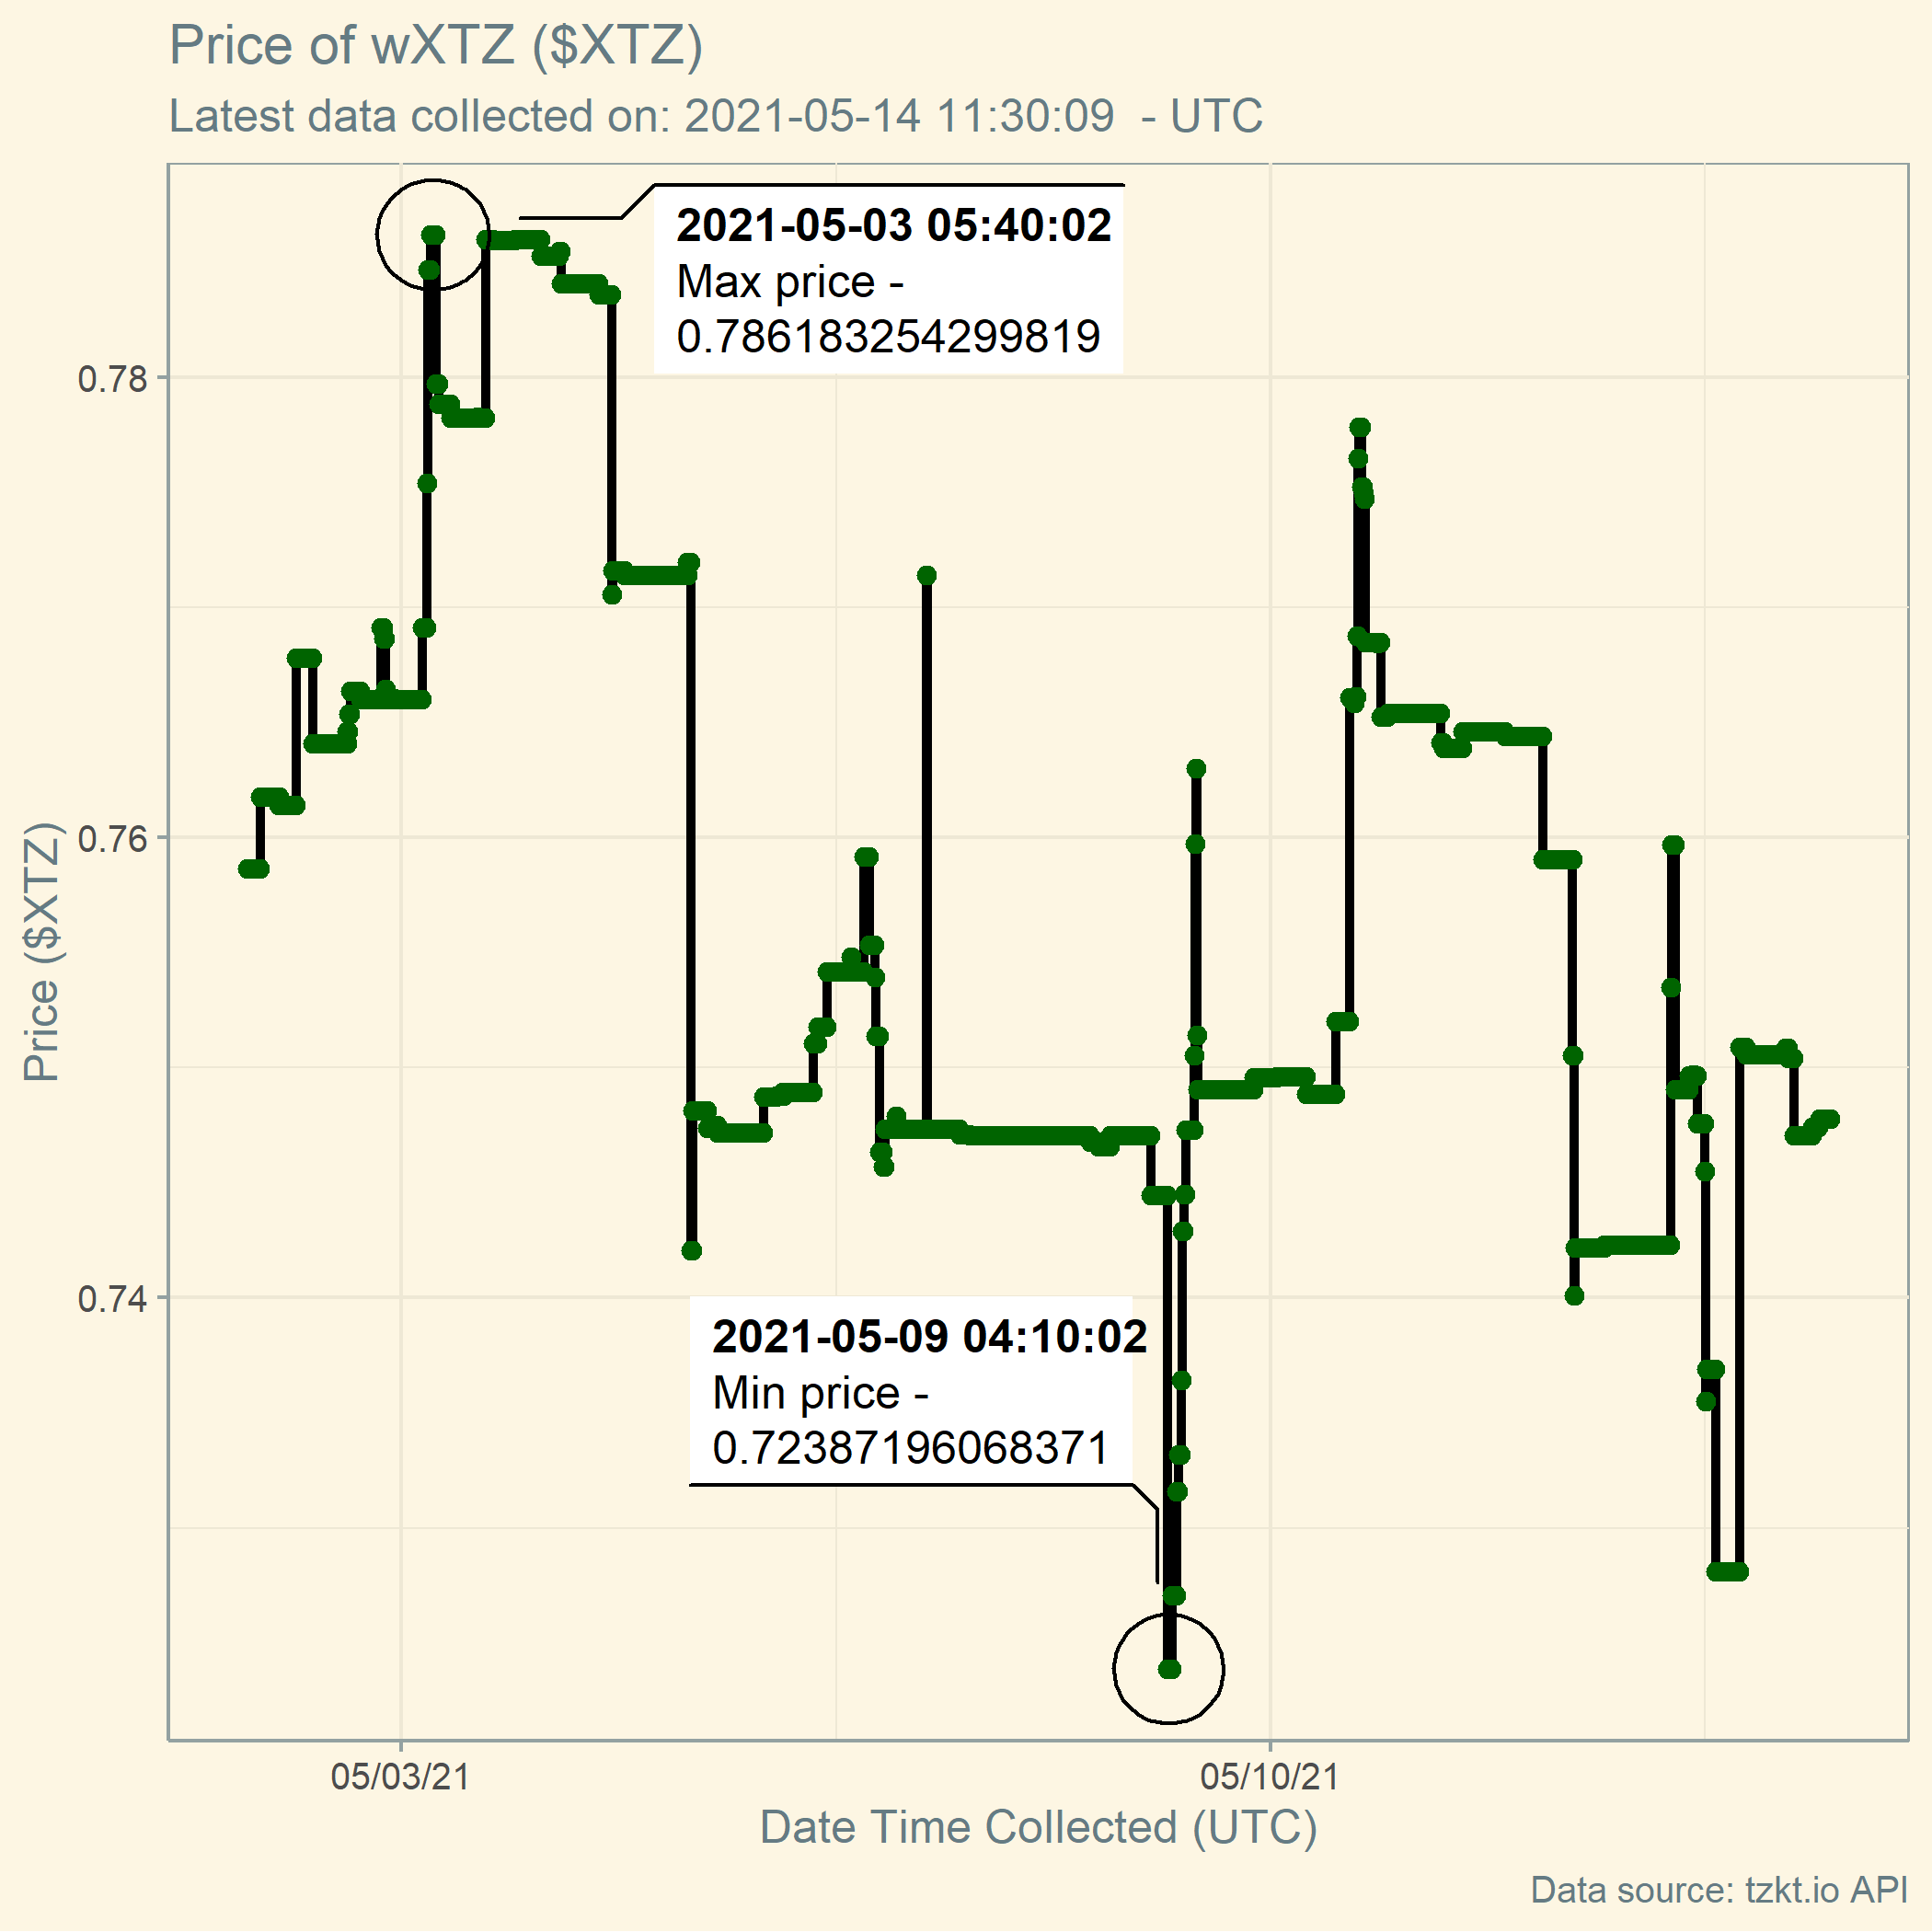 Price of wXTZ ($XTZ)
Latest data collected on: 2021-05-14 11:30:09  - UTC
2021-05-03 05:40:02
Max price -
0.786183254299819
0.78
0.76
Price ($XTZ)
0.74
2021-05-09 04:10:02
Min price -
0.72387196068371
05/03/21
05/10/21
Date Time Collected (UTC)
Data source: tzkt.io API